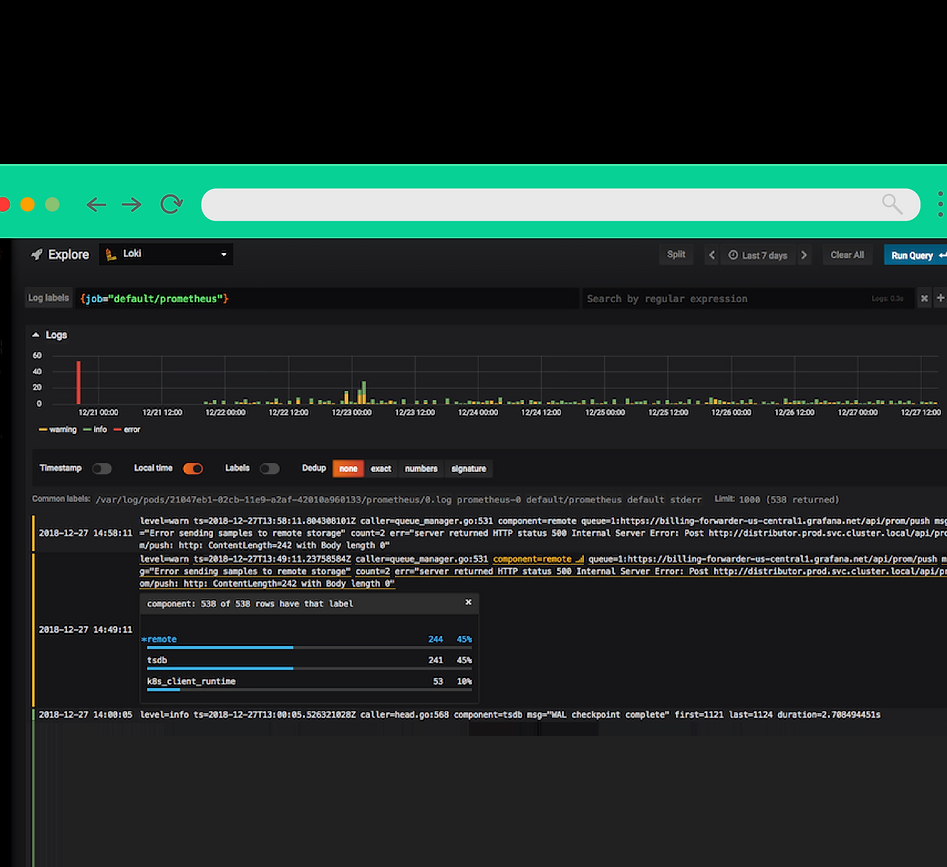 Explore Loki Split Last 7 days Clear All Run Query
Log labels {job="default/prometheus"} Search by regular expression Logs: 0.3s
Logs
60
40
20
0
12/21 00:00 12/21 12:00 12/22 00:00 12/22 12:00 12/23 00:00 12/23 12:00 12/24 00:00 12/24 12:00 12/25 00:00 12/25 12:00 12/26 00:00 12/26 12:00 12/27 00:00 12/27 12:00
warning info error
Timestamp Local time Labels Dedup none exact numbers signature
Common labels: /var/log/pods/21047eb1-02cb-11e9-a2af-42010a960133/prometheus/0.log prometheus-0 default/prometheus default stderr Limit: 1000 (538 returned)
level=warn ts=2018-12-27T13:58:11.804308101Z caller=queue_manager.go:531 component=remote queue=1:https://billing-forwarder-us-central1.grafana.net/api/prom/push m
2018-12-27 14:58:11 ="Error sending samples to remote storage" count=2 err="server returned HTTP status 500 Internal Server Error: Post http://distributor.prod.svc.cluster.local/api/pro
m/push: http: ContentLength=242 with Body length 0"
level=warn ts=2018-12-27T13:49:11.23758584Z caller=queue_manager.go:531 component=remote queue=1:https://billing-forwarder-us-central1.grafana.net/api/prom/push m
g="Error sending samples to remote storage" count=2 err="server returned HTTP status 500 Internal Server Error: Post http://distributor.prod.svc.cluster.local/api/pr
om/push: http: ContentLength=242 with Body length 0"
component: 538 of 538 rows have that label ×
2018-12-27 14:49:11
*remote 244 45%
tsdb 241 45%
k8s_client_runtime 53 10%
2018-12-27 14:00:05 level=info ts=2018-12-27T13:00:05.526321028Z caller=head.go:568 component=tsdb msg="WAL checkpoint complete" first=1121 last=1124 duration=2.708494451s